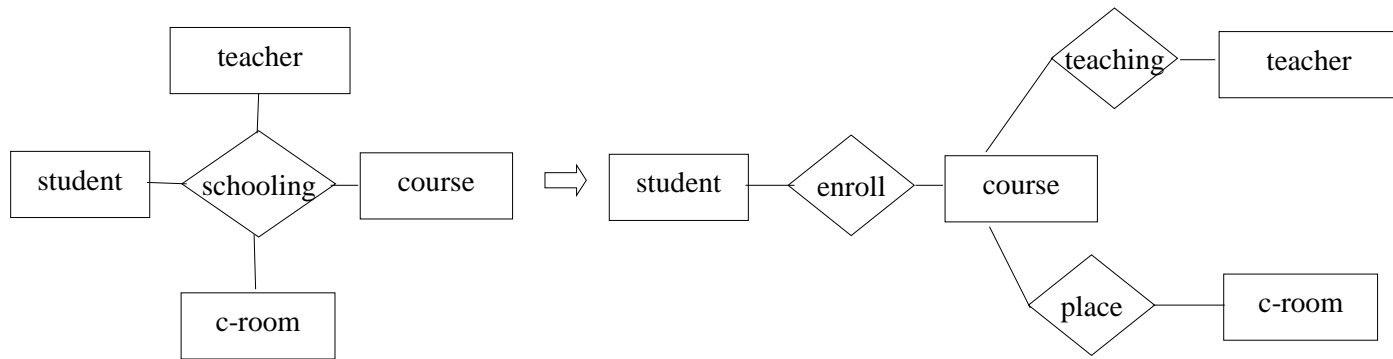 teacher
student
schooling
course
c-room
student
enroll
course
teaching
teacher
place
c-room